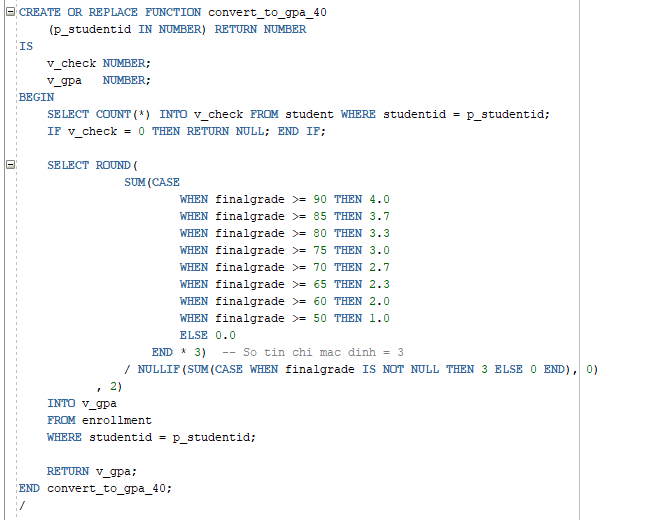 CREATE OR REPLACE FUNCTION convert_to_gpa_40
    (p_studentid IN NUMBER) RETURN NUMBER
IS
    v_check NUMBER;
    v_gpa   NUMBER;
BEGIN
    SELECT COUNT(*) INTO v_check FROM student WHERE studentid = p_studentid;
    IF v_check = 0 THEN RETURN NULL; END IF;

    SELECT ROUND(
               SUM(CASE
                       WHEN finalgrade >= 90 THEN 4.0
                       WHEN finalgrade >= 85 THEN 3.7
                       WHEN finalgrade >= 80 THEN 3.3
                       WHEN finalgrade >= 75 THEN 3.0
                       WHEN finalgrade >= 70 THEN 2.7
                       WHEN finalgrade >= 65 THEN 2.3
                       WHEN finalgrade >= 60 THEN 2.0
                       WHEN finalgrade >= 50 THEN 1.0
                       ELSE 0.0
                   END * 3)  -- So tin chi mac dinh = 3
               / NULLIF(SUM(CASE WHEN finalgrade IS NOT NULL THEN 3 ELSE 0 END), 0)
           , 2)
    INTO v_gpa
    FROM enrollment
    WHERE studentid = p_studentid;

    RETURN v_gpa;
END convert_to_gpa_40;
/